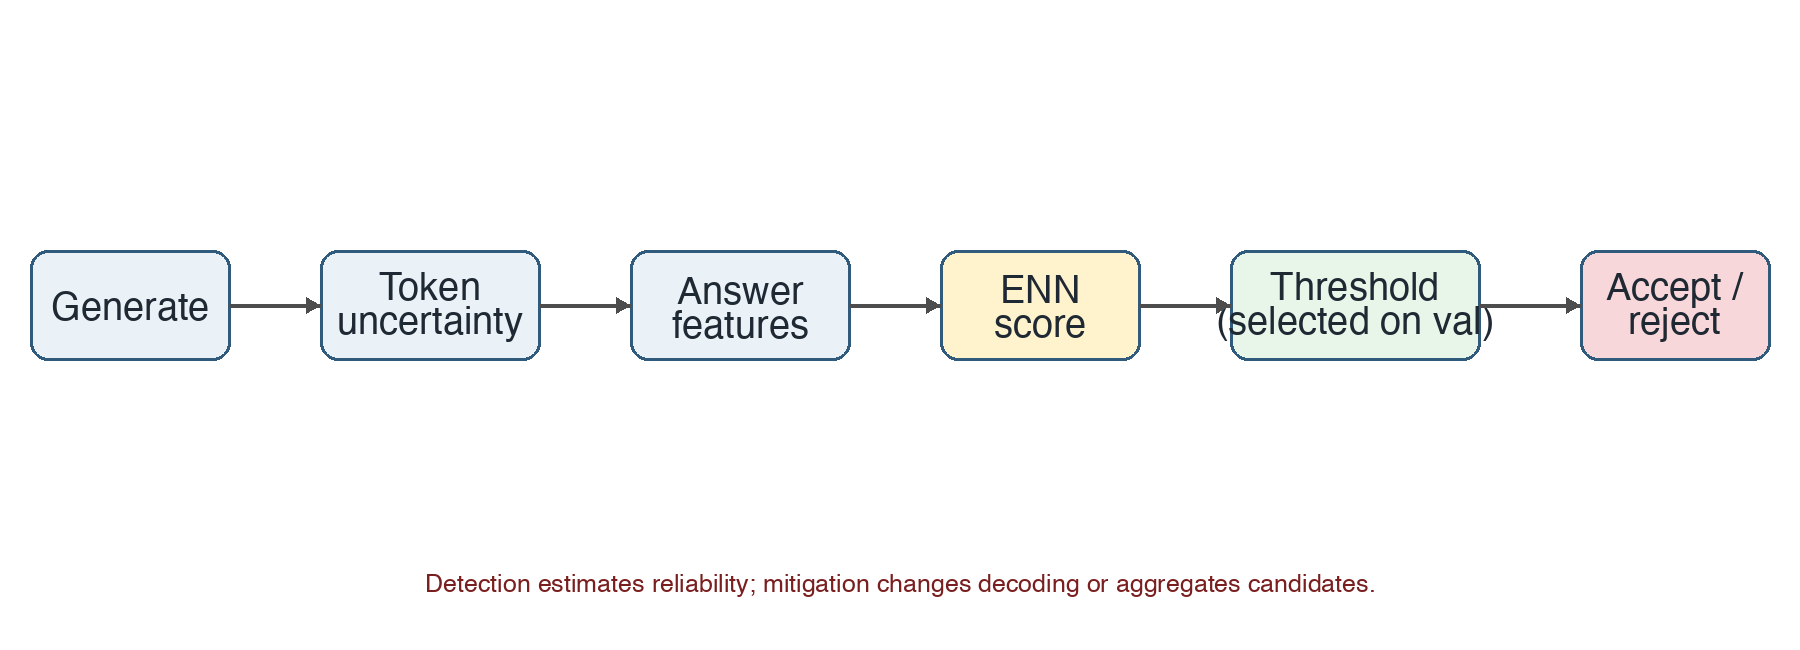 Generate
Token
uncertainty
Answer
features
ENN
score
Threshold
(selected on val)
Accept /
reject
Detection estimates reliability; mitigation changes decoding or aggregates candidates.